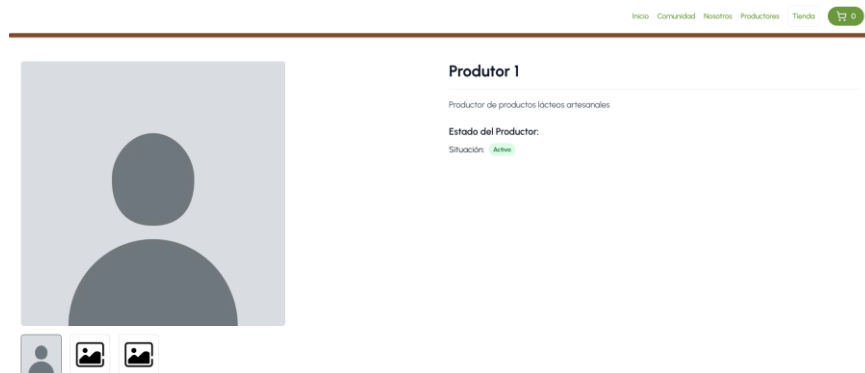 Inicio Comunidad Nosotros Productores Tienda 0
Produtor 1
Productor de productos lácteos artesanales
Estado del Productor:
Situación: Activo